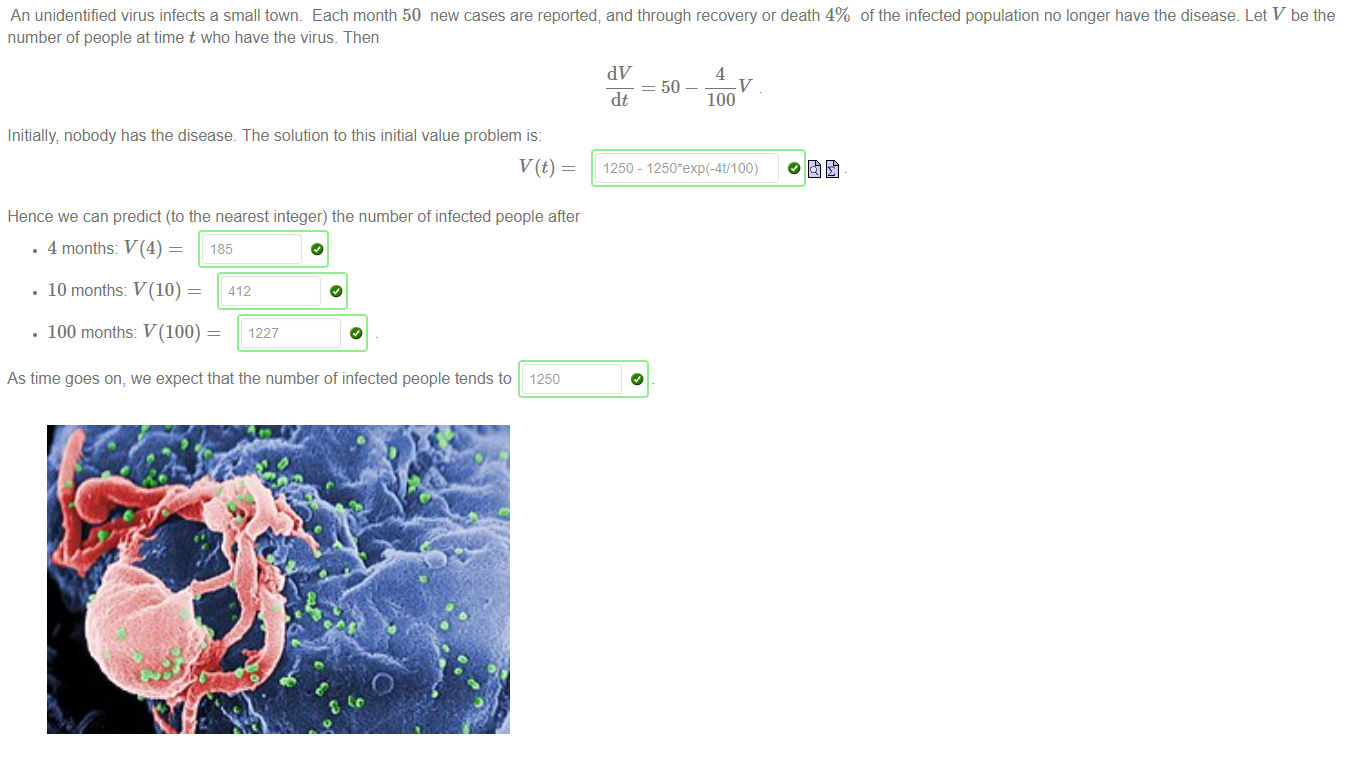 An unidentified virus infects a small town. Each month 50 new cases are reported, and through recovery or death 4% of the infected population no longer have the disease. Let V be the
number of people at time t who have the virus. Then
dV/dt = 50 − 4/100 V .
Initially, nobody has the disease. The solution to this initial value problem is:
V(t) = 1250 - 1250*exp(-4t/100) .
Hence we can predict (to the nearest integer) the number of infected people after
• 4 months: V(4) = 185
• 10 months: V(10) = 412
• 100 months: V(100) = 1227 .
As time goes on, we expect that the number of infected people tends to 1250 .